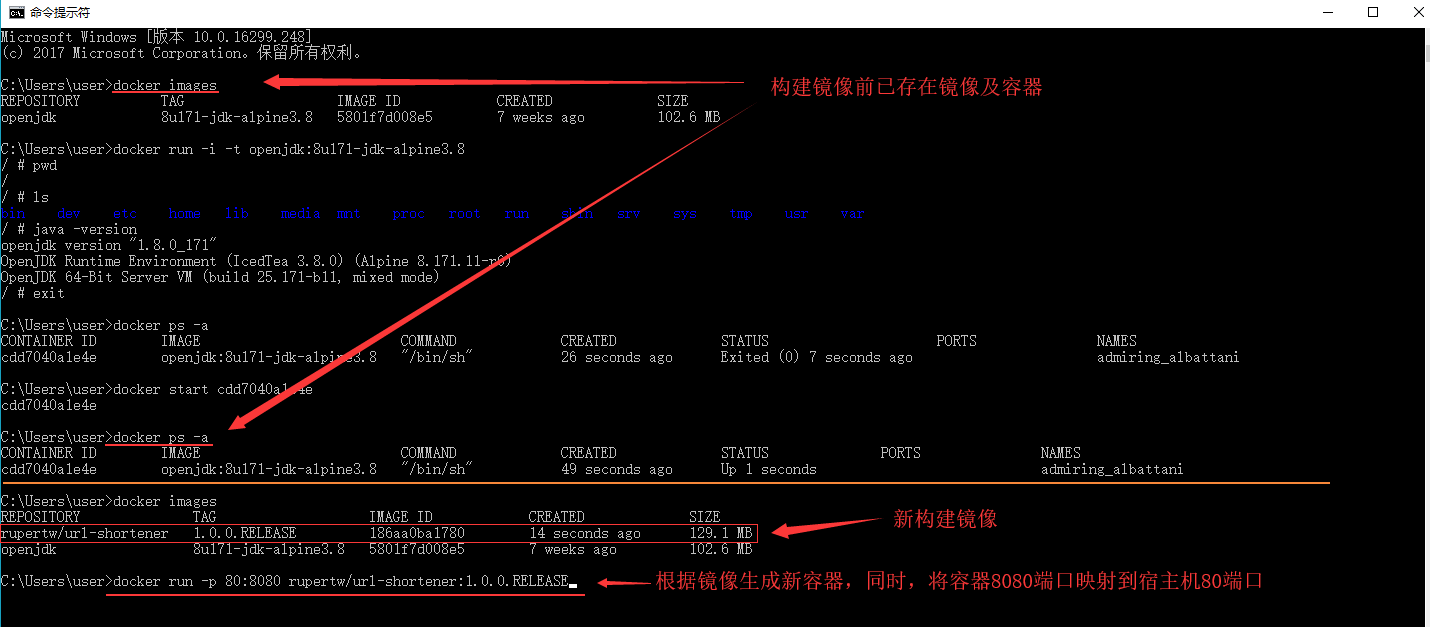 命令提示符
Microsoft Windows [版本 10.0.16299.248]
(c) 2017 Microsoft Corporation。保留所有权利。
C:\Users\user>docker images
构建镜像前已存在镜像及容器
REPOSITORY TAG IMAGE ID CREATED SIZE
openjdk 8u171-jdk-alpine3.8 5801f7d008e5 7 weeks ago 102.6 MB
C:\Users\user>docker run -i -t openjdk:8u171-jdk-alpine3.8
/ # pwd
/
/ # ls
bin dev etc home lib media mnt proc root run sbin srv sys tmp usr var
/ # java -version
openjdk version "1.8.0_171"
OpenJDK Runtime Environment (IcedTea 3.8.0) (Alpine 8.171.11-r0)
OpenJDK 64-Bit Server VM (build 25.171-b11, mixed mode)
/ # exit
C:\Users\user>docker ps -a
CONTAINER ID IMAGE COMMAND CREATED STATUS PORTS NAMES
cdd7040a1e4e openjdk:8u171-jdk-alpine3.8 "/bin/sh" 26 seconds ago Exited (0) 7 seconds ago admiring_albattani
C:\Users\user>docker start cdd7040a1e4e
cdd7040a1e4e
C:\Users\user>docker ps -a
CONTAINER ID IMAGE COMMAND CREATED STATUS PORTS NAMES
cdd7040a1e4e openjdk:8u171-jdk-alpine3.8 "/bin/sh" 49 seconds ago Up 1 seconds admiring_albattani
C:\Users\user>docker images
REPOSITORY TAG IMAGE ID CREATED SIZE
rupertw/url-shortener 1.0.0.RELEASE 186aa0ba1780 14 seconds ago 129.1 MB
新构建镜像
openjdk 8u171-jdk-alpine3.8 5801f7d008e5 7 weeks ago 102.6 MB
C:\Users\user>docker run -p 80:8080 rupertw/url-shortener:1.0.0.RELEASE
根据镜像生成新容器，同时，将容器8080端口映射到宿主机80端口